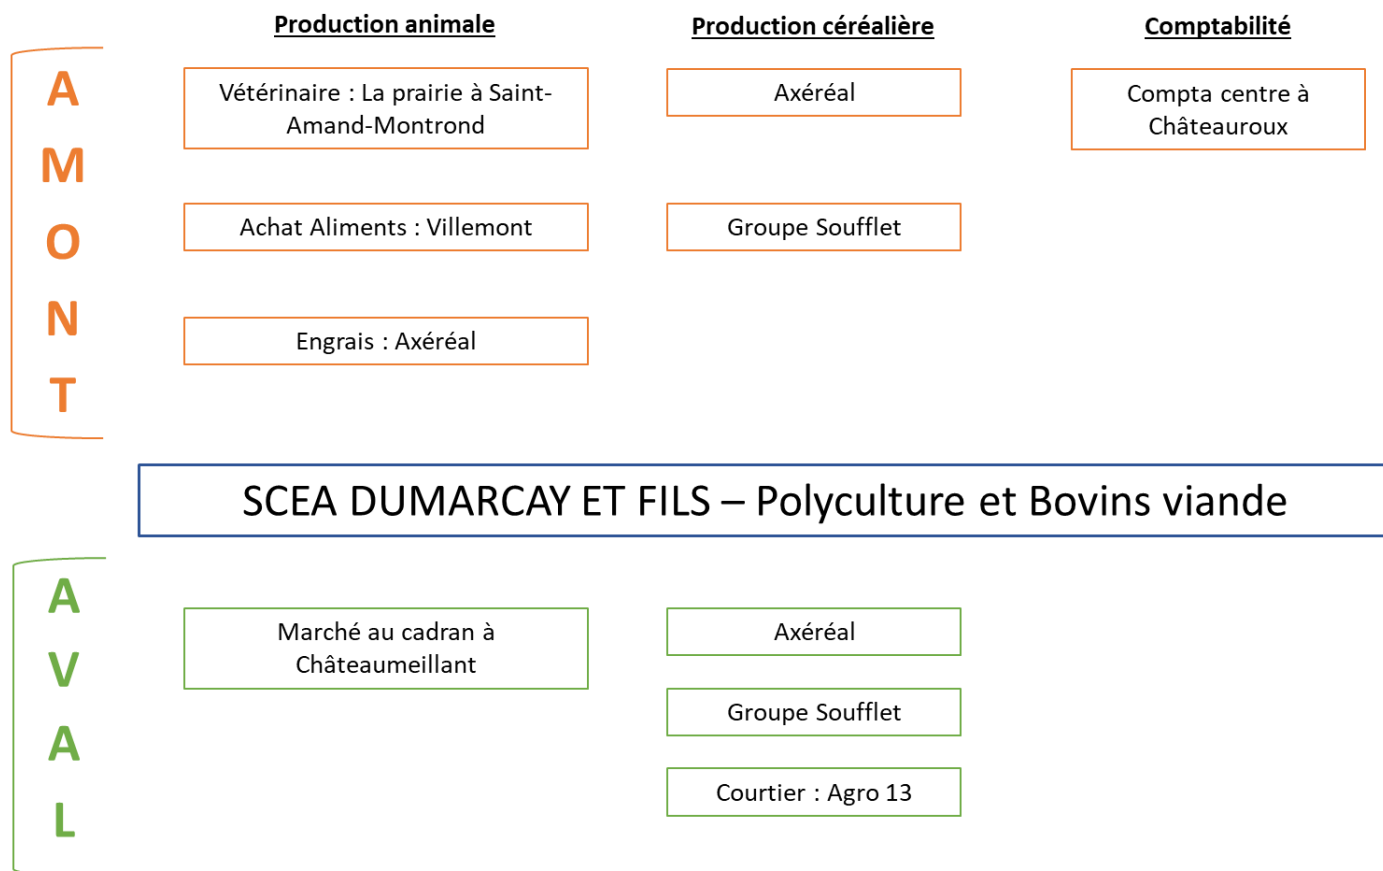 Production animale
Production céréalière
Comptabilité
AMONT
Vétérinaire : La prairie à Saint-
Amand-Montrond
Axéréal
Compta centre à
Châteauroux
Achat Aliments : Villemont
Groupe Soufflet
Engrais : Axéréal
SCEA DUMARCAY ET FILS – Polyculture et Bovins viande
AVAL
Marché au cadran à
Châteaumeillant
Axéréal
Groupe Soufflet
Courtier : Agro 13